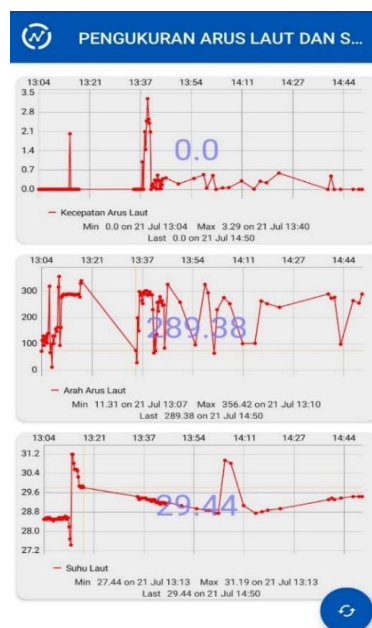 PENGUKURAN ARUS LAUT DAN S...
13:04 13:21 13:37 13:54 14:11 14:27 14:44
3.5
2.8
2.1
1.4
0.7
0.0
0.0
Kecepatan Arus Laut
Min 0.0 on 21 Jul 13:04 Max 3.29 on 21 Jul 13:40
Last 0.0 on 21 Jul 14:50
13:04 13:21 13:37 13:54 14:11 14:27 14:44
300
200
100
0
289.38
Arah Arus Laut
Min 11.31 on 21 Jul 13:07 Max 356.42 on 21 Jul 13:10
Last 289.38 on 21 Jul 14:50
13:04 13:21 13:37 13:54 14:11 14:27 14:44
31.2
30.4
29.6
28.8
28.0
27.2
29.44
Suhu Laut
Min 27.44 on 21 Jul 13:13 Max 31.19 on 21 Jul 13:13
Last 29.44 on 21 Jul 14:50